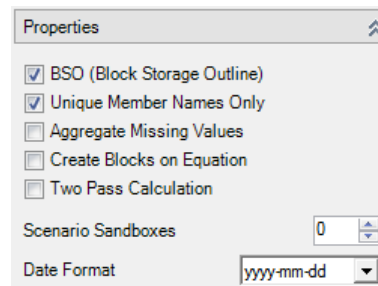 Properties
BSO (Block Storage Outline)
Unique Member Names Only
Aggregate Missing Values
Create Blocks on Equation
Two Pass Calculation
Scenario Sandboxes 0
Date Format yyyy-mm-dd